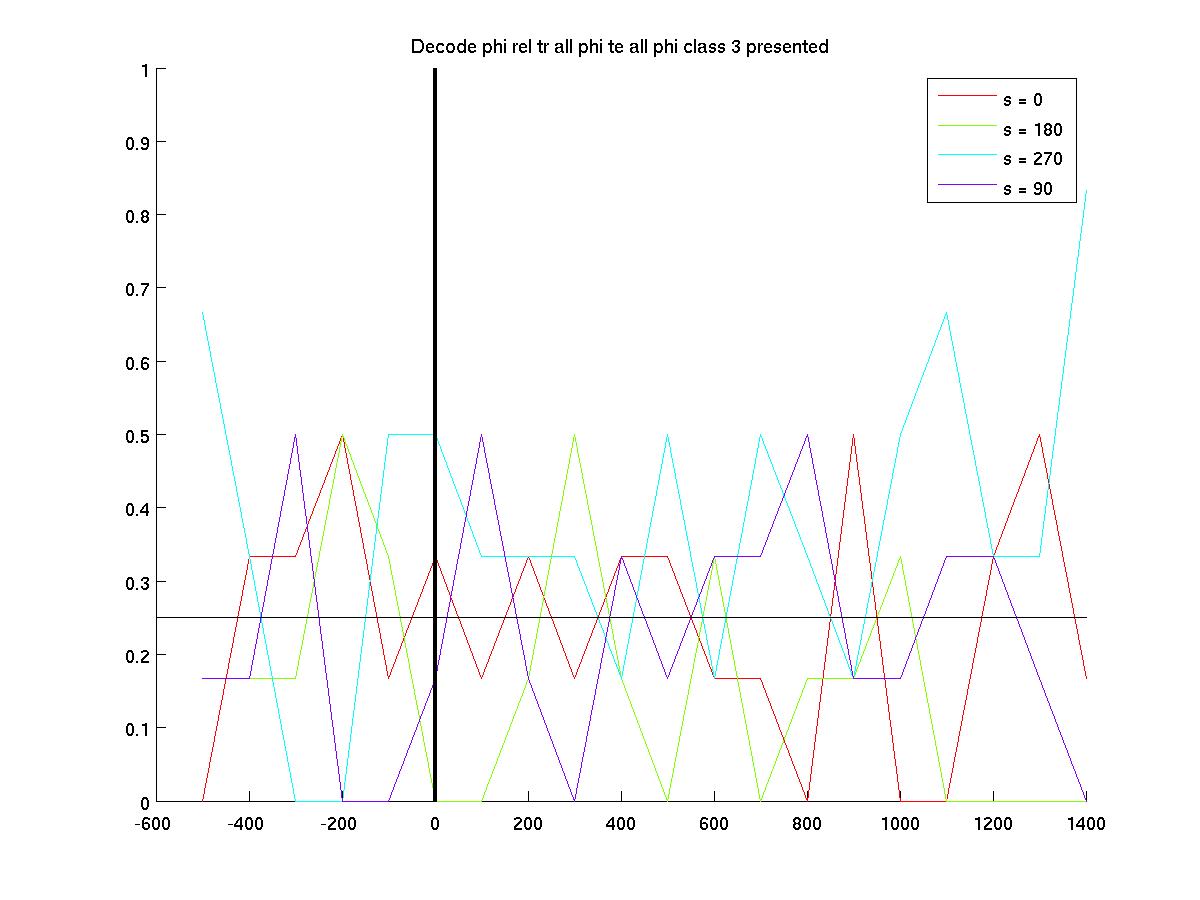 Decode phi rel tr all phi te all phi class 3 presented
s = 0
s = 180
s = 270
s = 90
1
0.9
0.8
0.7
0.6
0.5
0.4
0.3
0.2
0.1
0
-600 -400 -200 0 200 400 600 800 1000 1200 1400